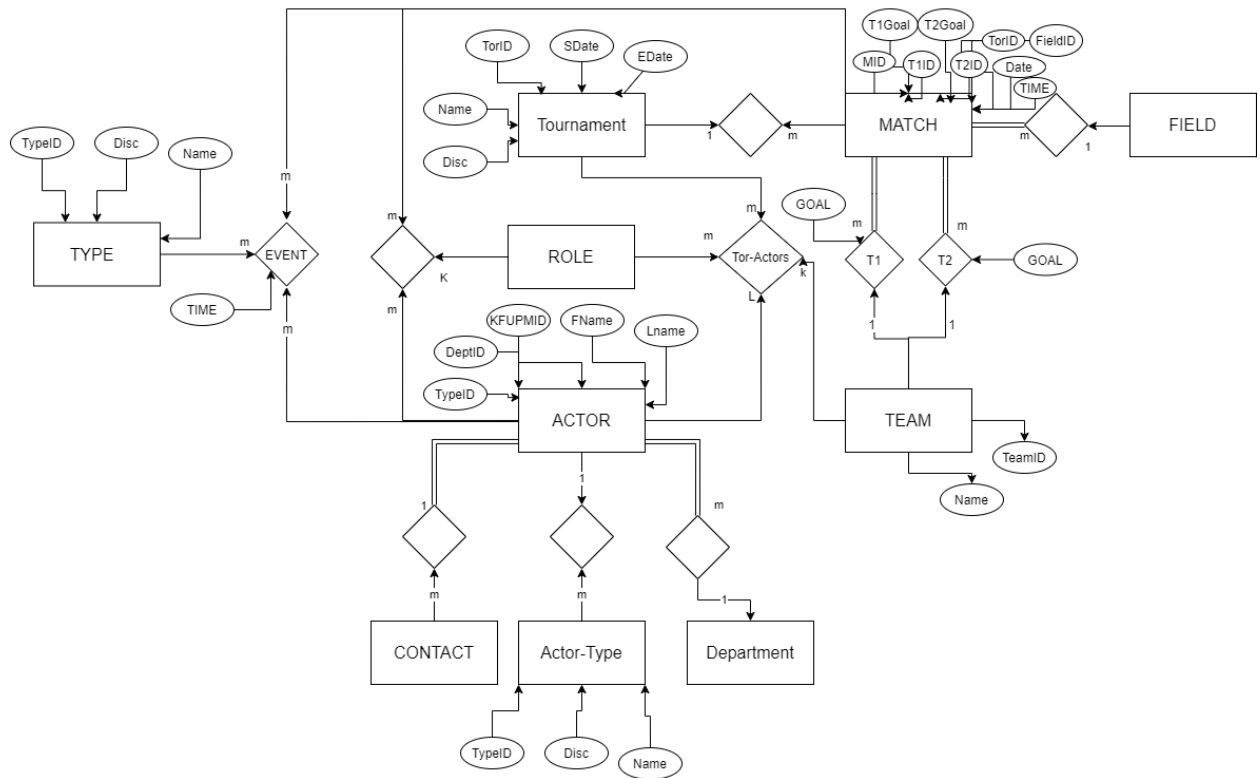 T1Goal
T2Goal
TorID
SDate
TorID
FieldID
EDate
MID
T1ID
T2ID
Date
TIME
Name
Tournament
1
m
MATCH
m
1
FIELD
TypeID
Disc
Name
Disc
m
m
m
GOAL
m
m
TYPE
m
EVENT
K
ROLE
m
Tor-Actors
k
T1
T2
GOAL
TIME
m
m
L
1
1
KFUPMID
FName
Lname
DeptID
TypeID
ACTOR
TEAM
TeamID
1
1
m
Name
m
m
1
CONTACT
Actor-Type
Department
TypeID
Disc
Name